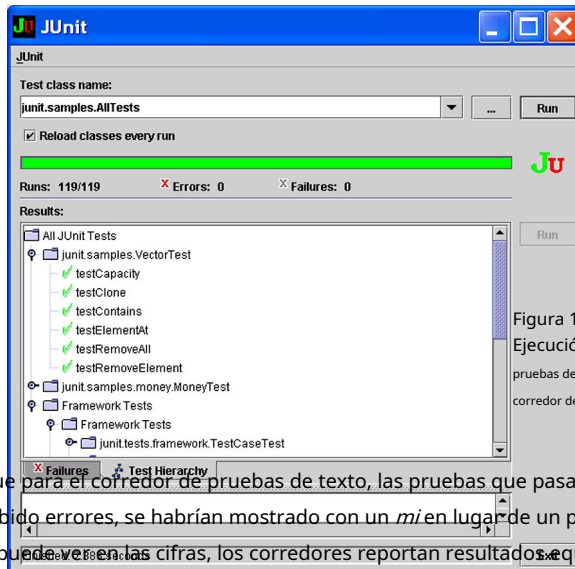 JU JUnit
JUnit
Test class name:
junit.samples.AllTests
...
Run
Reload classes every run
JU
Runs: 119/119
X Errors: 0
X Failures: 0
Results:
All JUnit Tests
Run
junit.samples.VectorTest
testCapacity
testClone
testContains
testElementAt
testRemoveAll
testRemoveElement
junit.samples.money.MoneyTest
Framework Tests
Framework Tests
junit.tests.framework.TestCaseTest
Figura 1
Ejecució
pruebas de
corredor de
Failures
Test Hierarchy
ue para el corredor de pruebas de texto, las pruebas que pasa
bido errores, se habrían mostrado con un mi en lugar de un p
puede ver en las cifras, los corredores reportan resultados equ
seconds
Exit